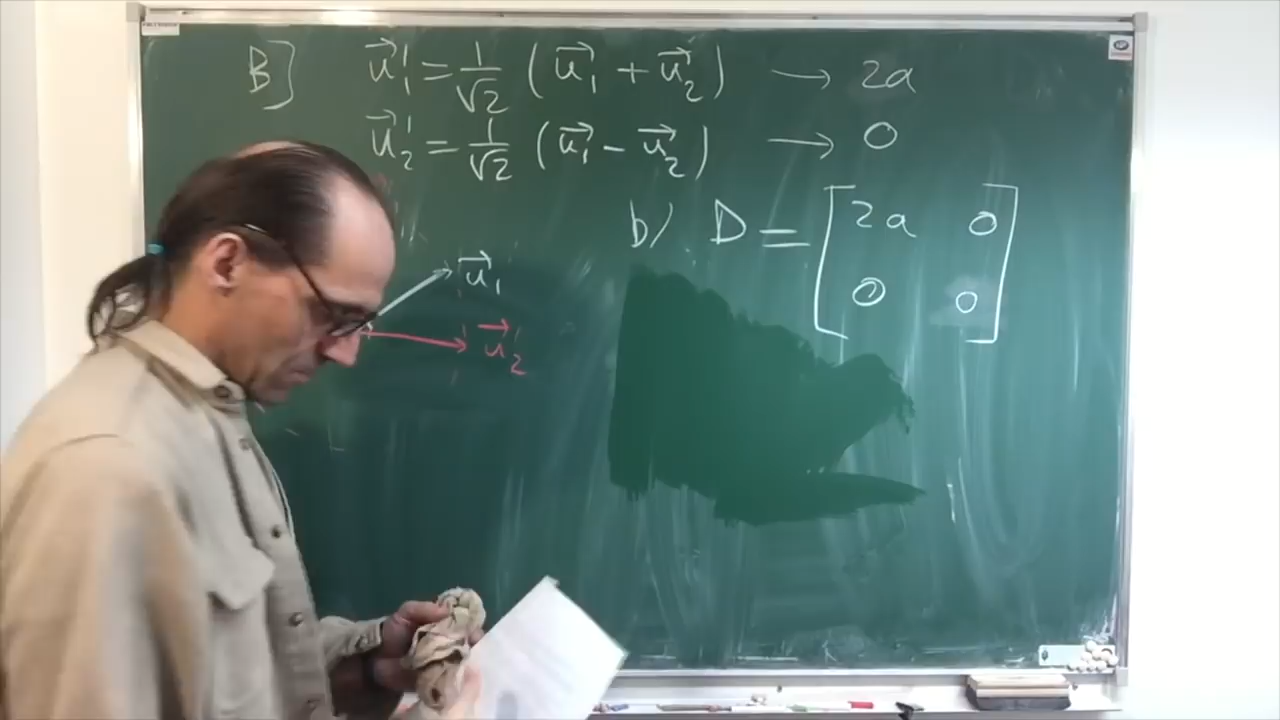 B] u⃗₁' = 1/√2 (u⃗₁ + u⃗₂) → 2a
u⃗₂' = 1/√2 (u⃗₁ − u⃗₂) → 0
b/ D = [2a 0
0 0]
u⃗₁
u⃗₂'